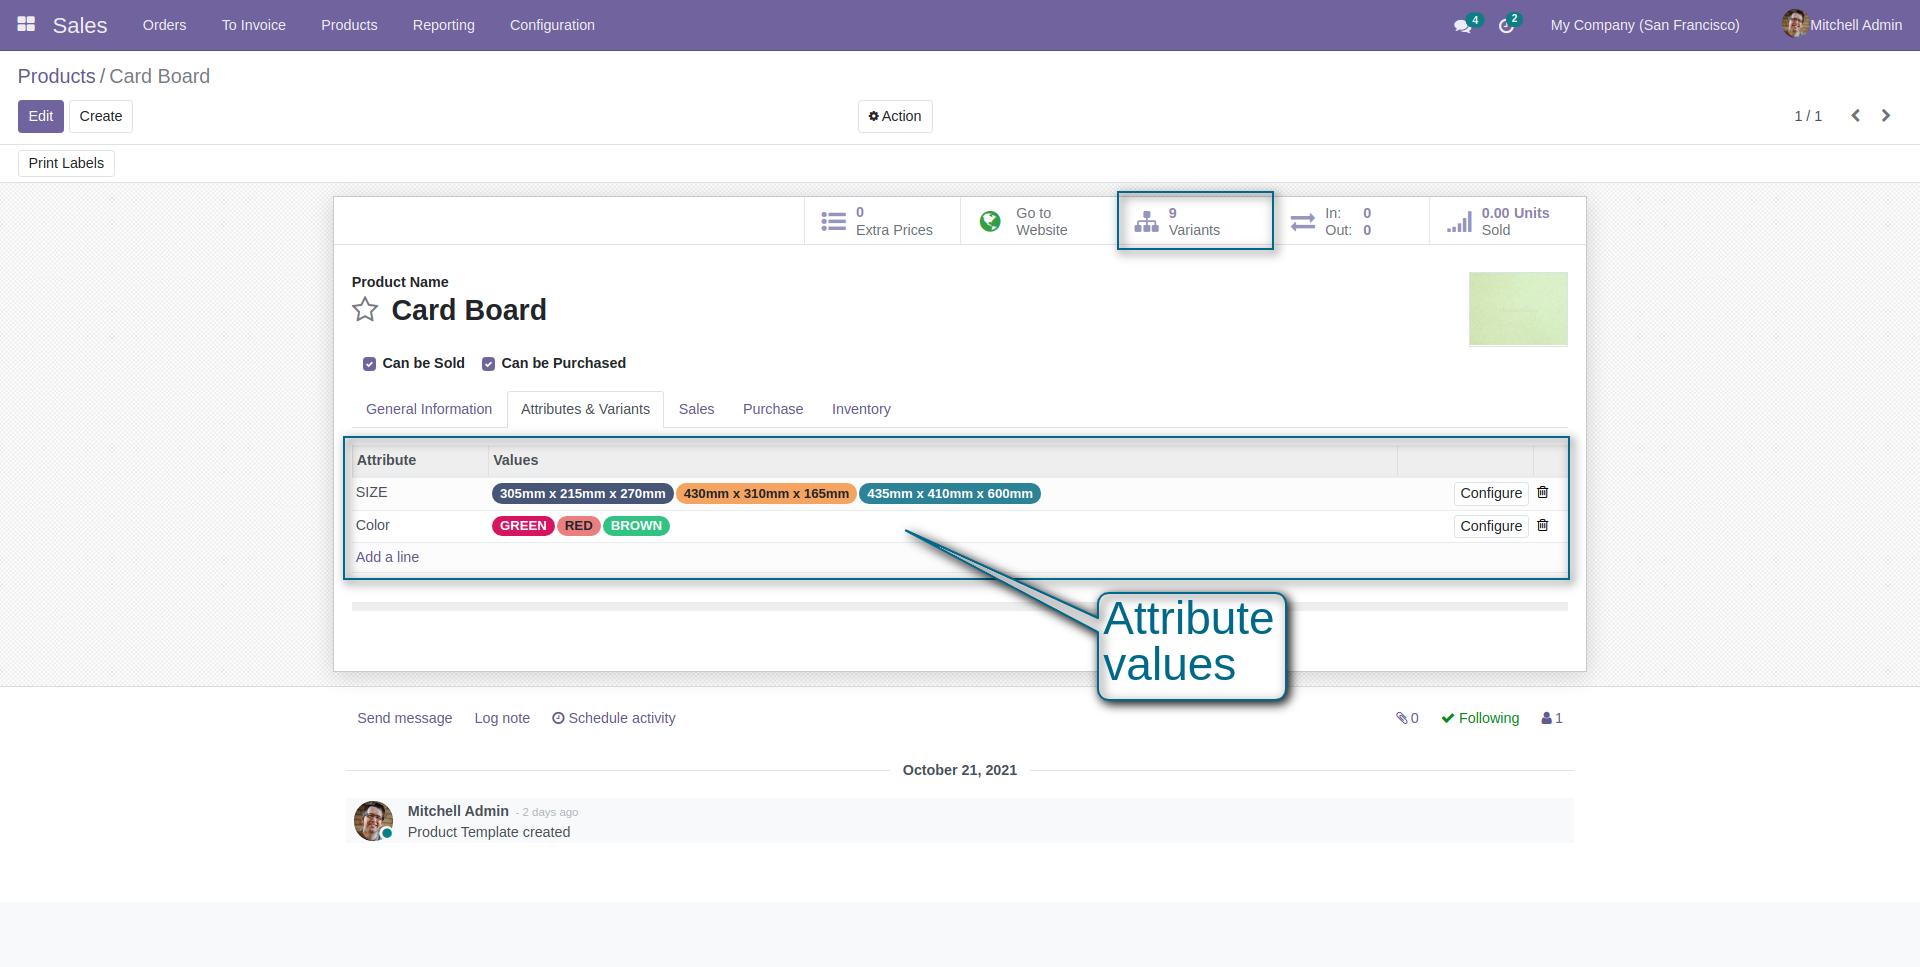 Sales Orders To Invoice Products Reporting Configuration 4 2 My Company (San Francisco) Mitchell Admin
Products / Card Board
Edit Create Action 1 / 1
Print Labels
0 Extra Prices
Go to Website
9 Variants
In: 0
Out: 0
0.00 Units Sold
Product Name
Card Board
Can be Sold Can be Purchased
General Information Attributes & Variants Sales Purchase Inventory
Attribute Values
SIZE 305mm x 215mm x 270mm 430mm x 310mm x 165mm 435mm x 410mm x 600mm Configure
Color GREEN RED BROWN Configure
Add a line
Attribute
values
Send message Log note Schedule activity 0 Following 1
October 21, 2021
Mitchell Admin - 2 days ago
Product Template created